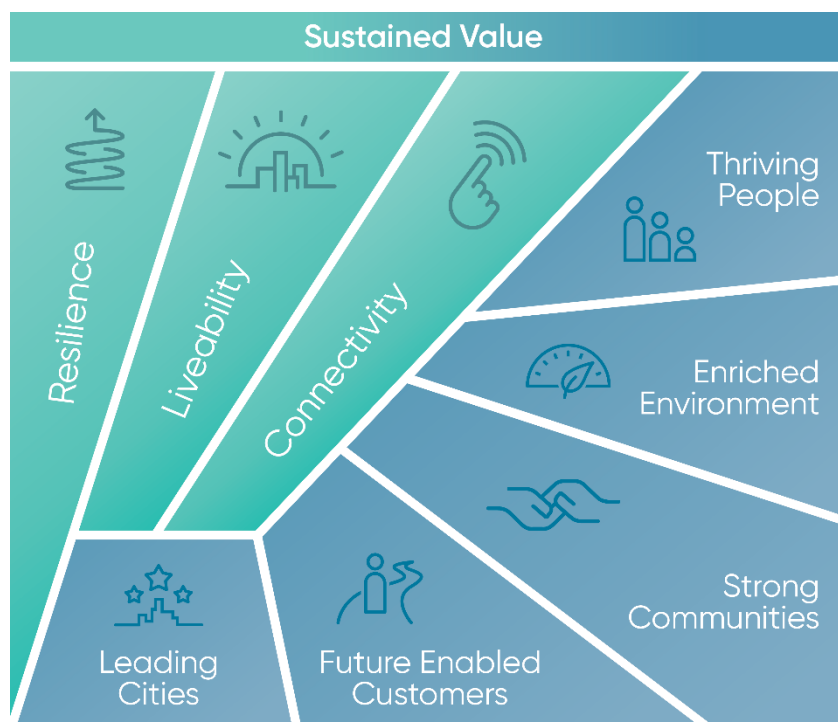 Sustained Value
Resilience
Liveability
Connectivity
Thriving
People
Enriched
Environment
Strong
Communities
Future Enabled
Customers
Leading
Cities